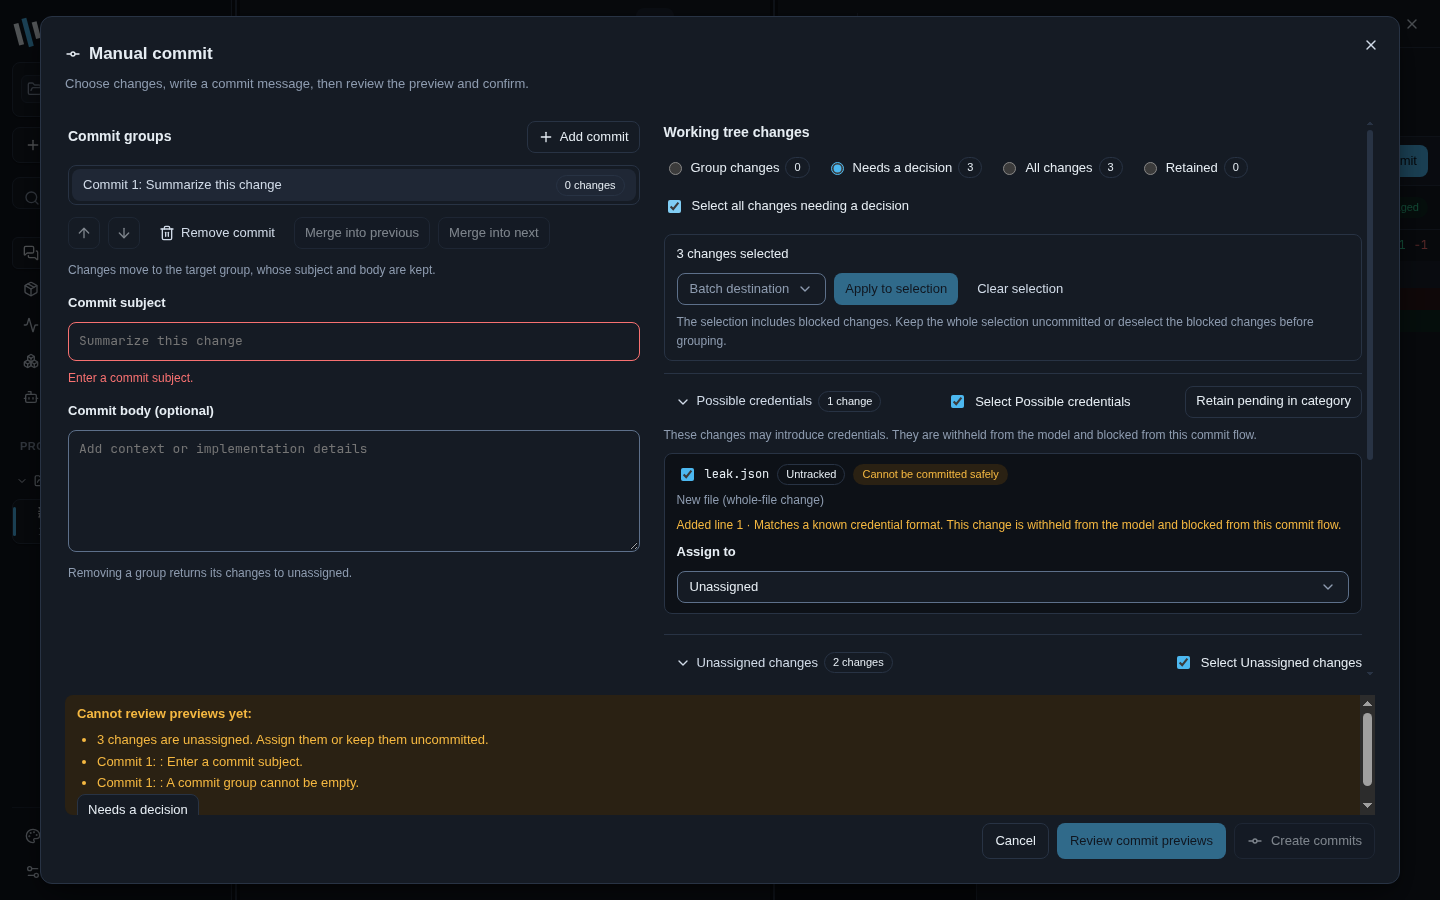 Manual commit
Choose changes, write a commit message, then review the preview and confirm.
Commit groups
Add commit
Commit 1: Summarize this change
0 changes
Remove commit
Merge into previous
Merge into next
Changes move to the target group, whose subject and body are kept.
Commit subject
Summarize this change
Enter a commit subject.
Commit body (optional)
Add context or implementation details
Removing a group returns its changes to unassigned.
Working tree changes
Group changes 0
Needs a decision 3
All changes 3
Retained 0
Select all changes needing a decision
3 changes selected
Batch destination
Apply to selection
Clear selection
The selection includes blocked changes. Keep the whole selection uncommitted or deselect the blocked changes before
grouping.
Possible credentials 1 change
Select Possible credentials
Retain pending in category
These changes may introduce credentials. They are withheld from the model and blocked from this commit flow.
leak.json Untracked Cannot be committed safely
New file (whole-file change)
Added line 1 · Matches a known credential format. This change is withheld from the model and blocked from this commit flow.
Assign to
Unassigned
Unassigned changes 2 changes
Select Unassigned changes
Cannot review previews yet:
• 3 changes are unassigned. Assign them or keep them uncommitted.
• Commit 1: : Enter a commit subject.
• Commit 1: : A commit group cannot be empty.
Needs a decision
Cancel
Review commit previews
Create commits
-1